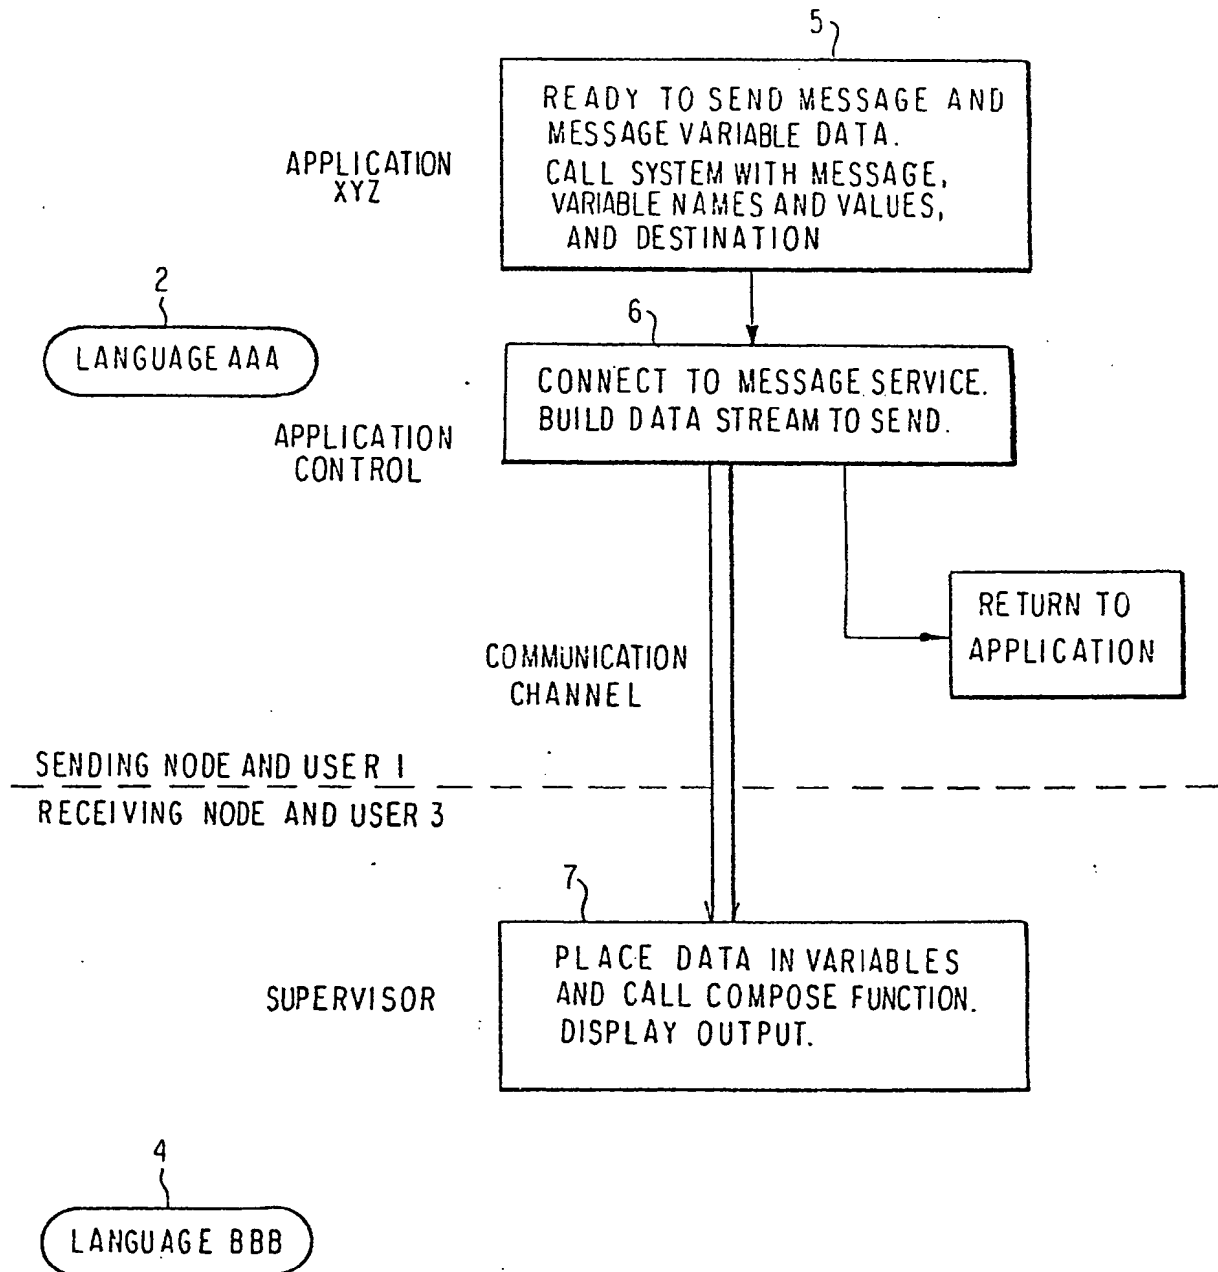 5
READY TO SEND MESSAGE AND
MESSAGE VARIABLE DATA.
CALL SYSTEM WITH MESSAGE,
VARIABLE NAMES AND VALUES,
AND DESTINATION
APPLICATION
XYZ
2
LANGUAGE AAA
6
CONNECT TO MESSAGE SERVICE.
BUILD DATA STREAM TO SEND.
APPLICATION
CONTROL
RETURN TO
APPLICATION
COMMUNICATION
CHANNEL
SENDING NODE AND USER 1
RECEIVING NODE AND USER 3
7
PLACE DATA IN VARIABLES
AND CALL COMPOSE FUNCTION.
DISPLAY OUTPUT.
SUPERVISOR
4
LANGUAGE BBB